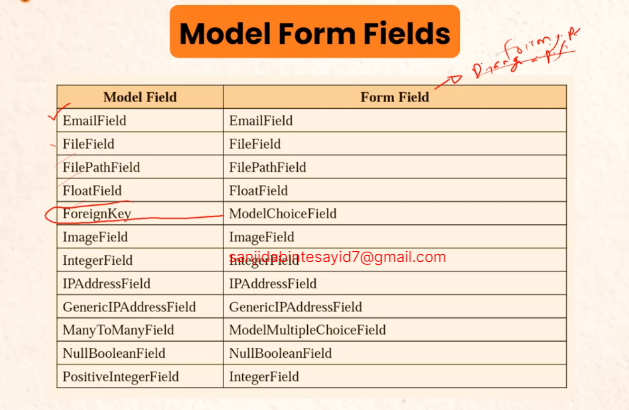 Model Form Fields
Model Field Form Field
EmailField EmailField
FileField FileField
FilePathField FilePathField
FloatField FloatField
ForeignKey ModelChoiceField
ImageField ImageField
IntegerField IntegerField
sanjidabintesayid7@gmail.com
IPAddressField IPAddressField
GenericIPAddressField GenericIPAddressField
ManyToManyField ModelMultipleChoiceField
NullBooleanField NullBooleanField
PositiveIntegerField IntegerField